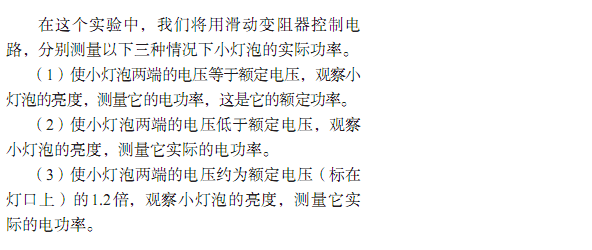 在这个实验中，我们将用滑动变阻器控制电
路，分别测量以下三种情况下小灯泡的实际功率。
（1）使小灯泡两端的电压等于额定电压，观察小
灯泡的亮度，测量它的电功率，这是它的额定功率。
（2）使小灯泡两端的电压低于额定电压，观察
小灯泡的亮度，测量它实际的电功率。
（3）使小灯泡两端的电压约为额定电压（标在
灯口上）的1.2倍，观察小灯泡的亮度，测量它实
际的电功率。